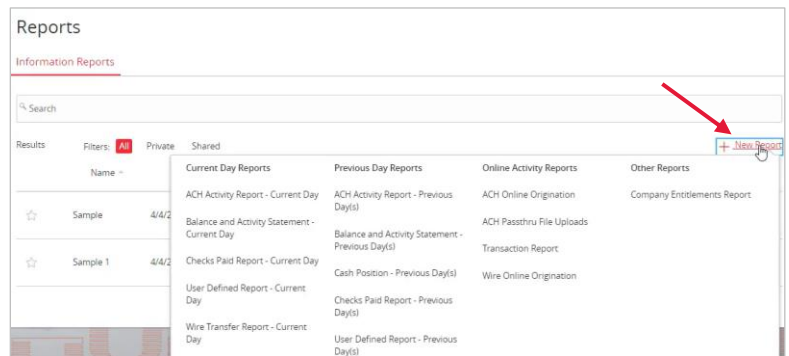 Reports
Information Reports
Search
Results
Filters: All Private Shared
+ New Report
Name
Sample 4/4/2
Sample 1 4/4/2
Current Day Reports
ACH Activity Report - Current Day
Balance and Activity Statement -
Current Day
Checks Paid Report - Current Day
User Defined Report - Current
Day
Wire Transfer Report - Current
Day
Previous Day Reports
ACH Activity Report - Previous
Day(s)
Balance and Activity Statement -
Previous Day(s)
Cash Position - Previous Day(s)
Checks Paid Report - Previous
Day(s)
User Defined Report - Previous
Day(s)
Online Activity Reports
ACH Online Origination
ACH Passthru File Uploads
Transaction Report
Wire Online Origination
Other Reports
Company Entitlements Report